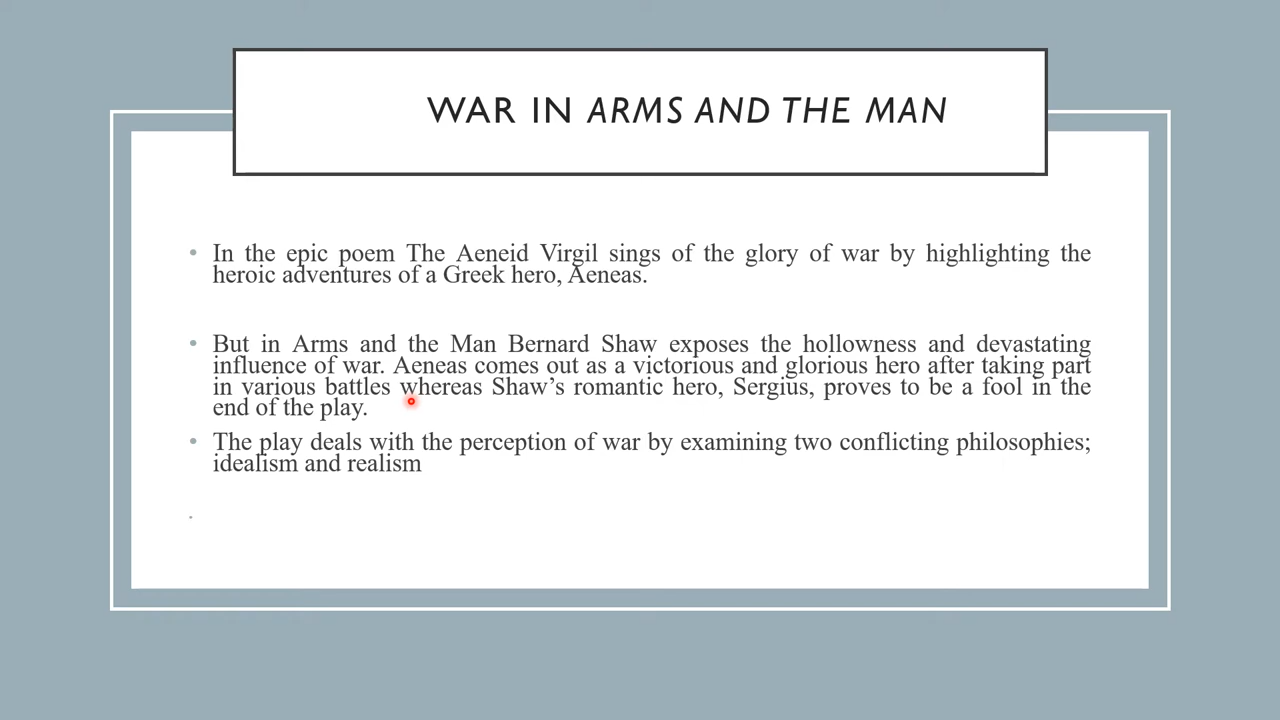 WAR IN ARMS AND THE MAN
• In the epic poem The Aeneid Virgil sings of the glory of war by highlighting the
heroic adventures of a Greek hero, Aeneas.
• But in Arms and the Man Bernard Shaw exposes the hollowness and devastating
influence of war. Aeneas comes out as a victorious and glorious hero after taking part
in various battles whereas Shaw’s romantic hero, Sergius, proves to be a fool in the
end of the play.
• The play deals with the perception of war by examining two conflicting philosophies;
idealism and realism